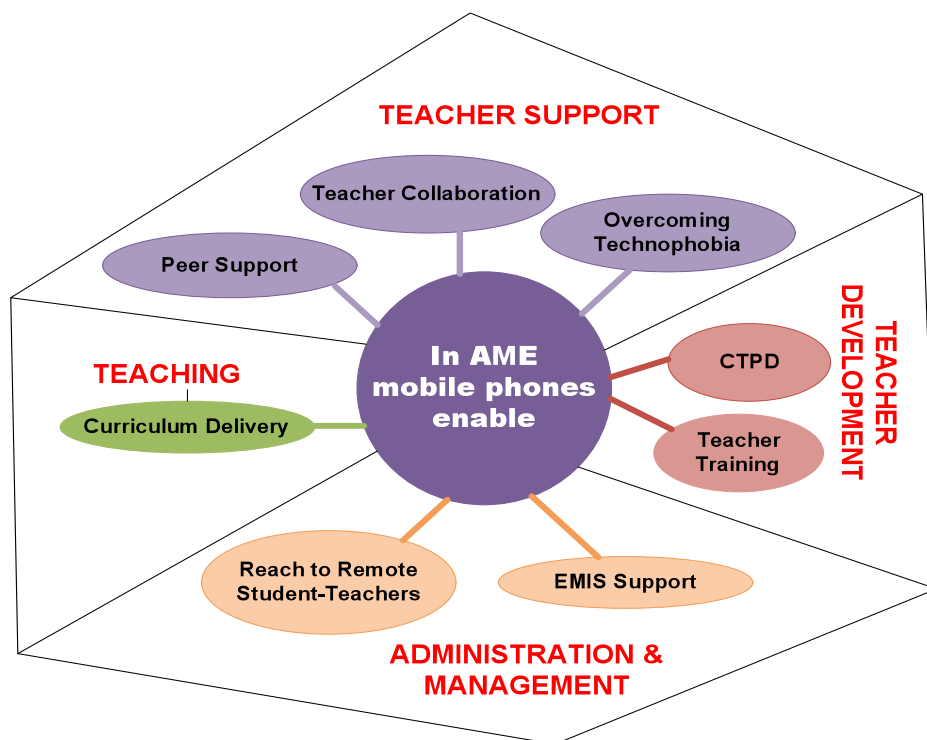 TEACHER SUPPORT
Teacher Collaboration
Overcoming
Technophobia
Peer Support
In AME
mobile phones
enable
TEACHER
DEVELOPMENT
CTPD
Teacher
Training
TEACHING
Curriculum Delivery
Reach to Remote
Student-Teachers
EMIS Support
ADMINISTRATION &
MANAGEMENT